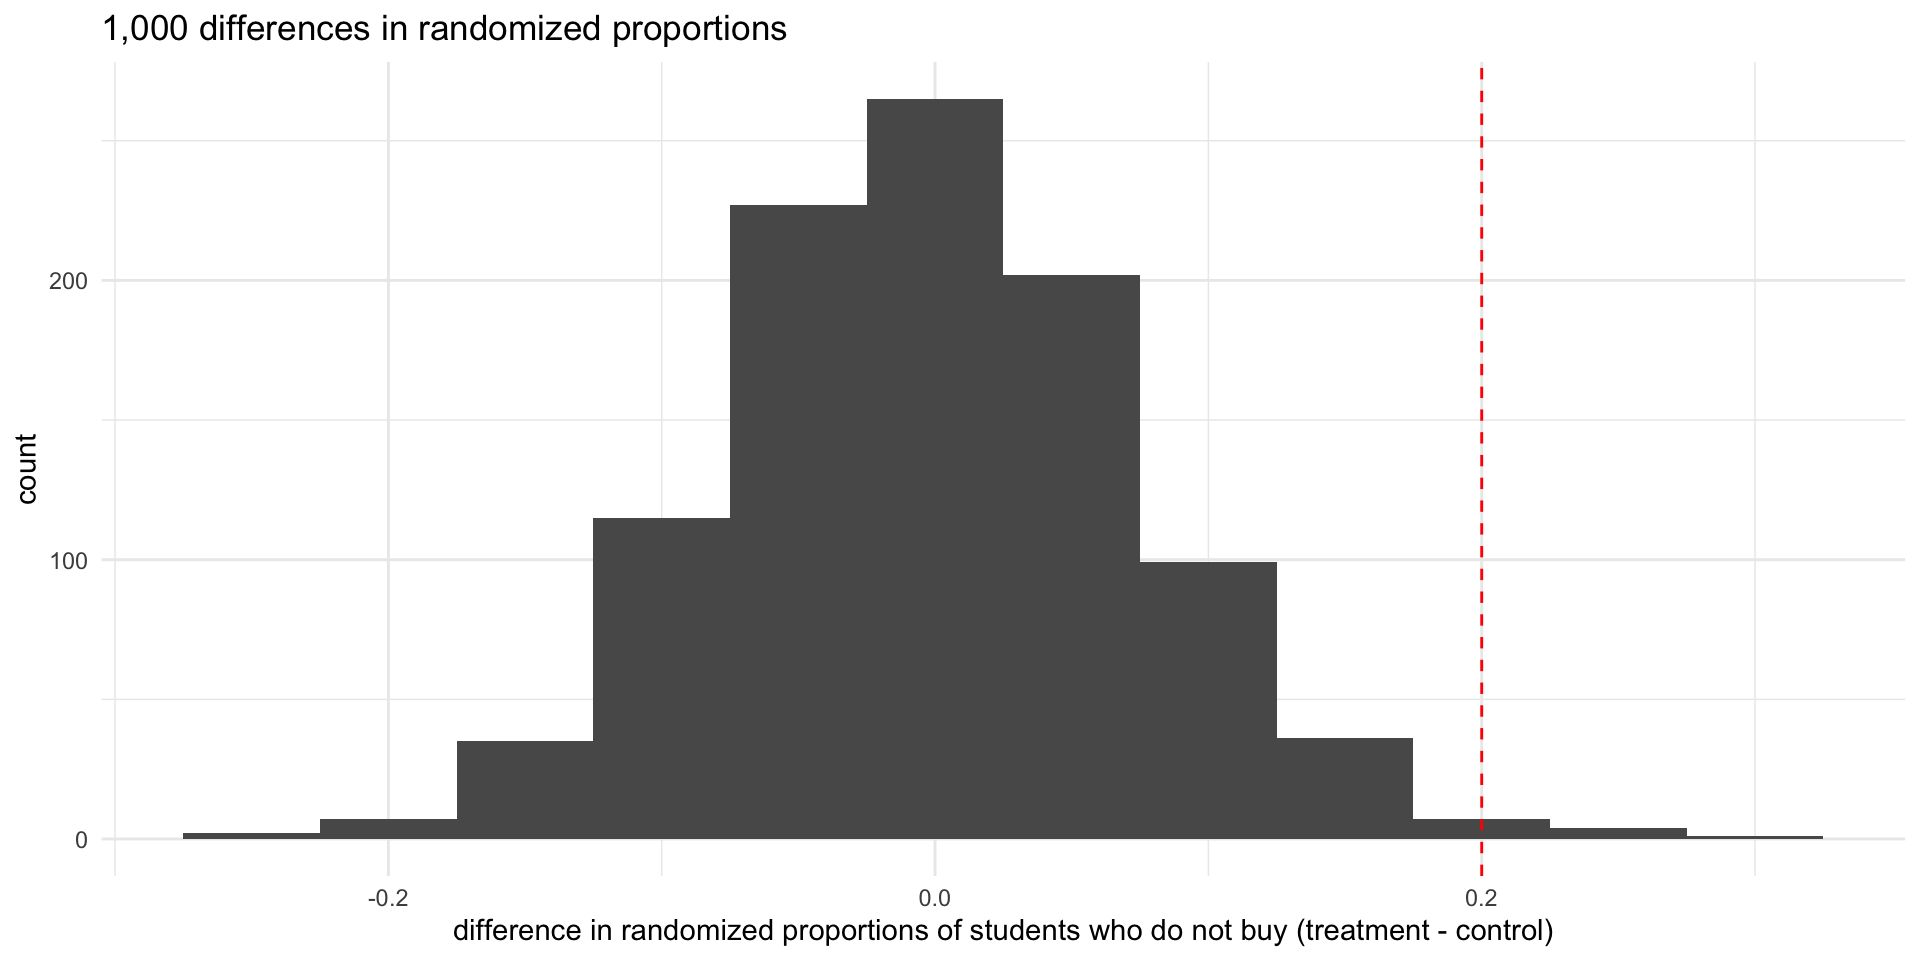 1,000 differences in randomized proportions
count
200
100
0
-0.2
0.0
0.2
difference in randomized proportions of students who do not buy (treatment - control)